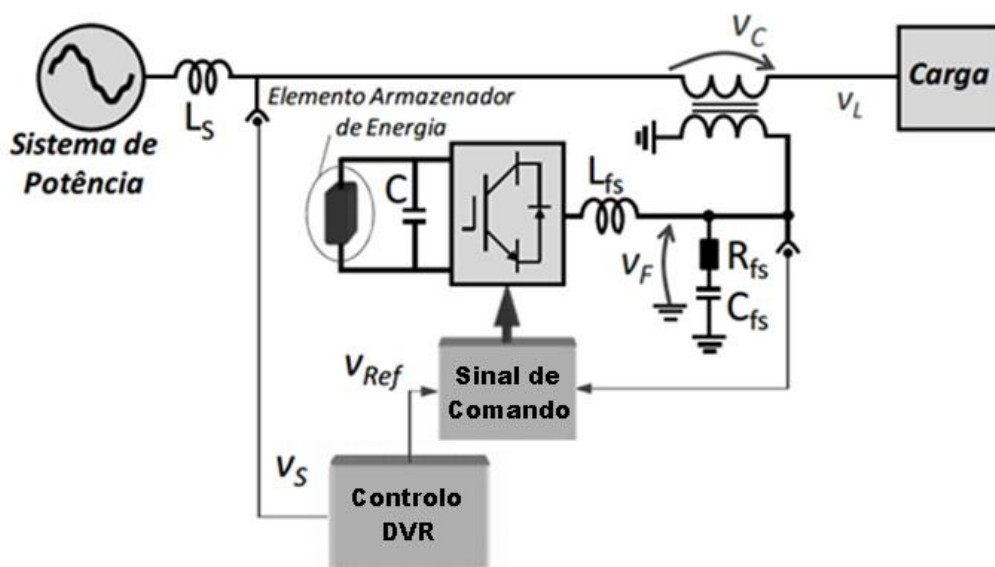 V_C
L_S
Elemento Armazenador
de Energia
Carga
V_L
Sistema de
Potência
C
L_fs
V_F
R_fs
C_fs
V_Ref
Sinal de
Comando
V_S
Controlo
DVR